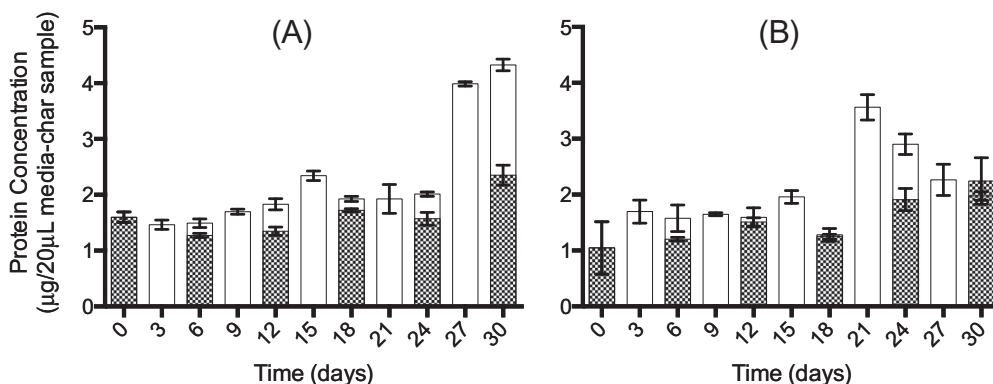 (A)
(B)
Protein Concentration
(µg/20µL media-char sample)
5
4
3
2
1
0
0 3 6 9 12 15 18 21 24 27 30
Time (days)
5
4
3
2
1
0
0 3 6 9 12 15 18 21 24 27 30
Time (days)